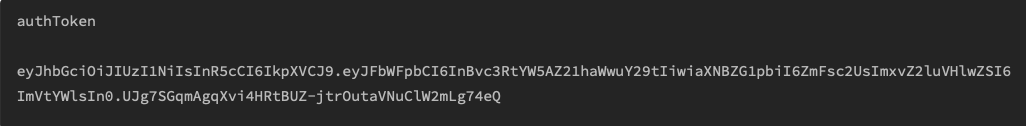 authToken
eyJhbGciOiJIUzI1NiIsInR5cCI6IkpXVCJ9.eyJFbWFpbCI6InBvc3RtYW5AZ21haWwuY29tIiwiaXNBZG1pbiI6ZmFsc2UsImxvZ2luVHlwZSI6
ImVtYWlsIn0.UJg7SGqmAgqXvi4HRtBUZ-jtrOutaVNuClW2mLg74eQ